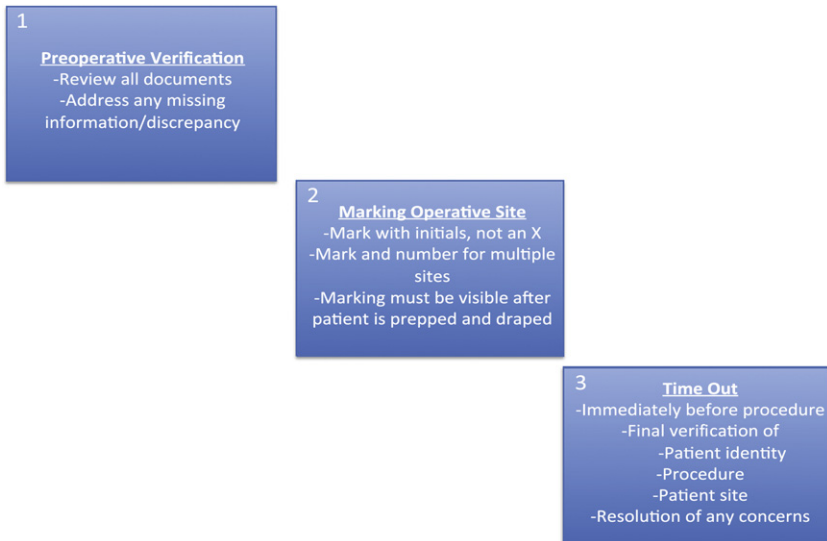 1
Preoperative Verification
-Review all documents
-Address any missing
information/discrepancy
2
Marking Operative Site
-Mark with initials, not an X
-Mark and number for multiple
sites
-Marking must be visible after
patient is prepped and draped
3
Time Out
-Immediately before procedure
-Final verification of
-Patient identity
-Procedure
-Patient site
-Resolution of any concerns